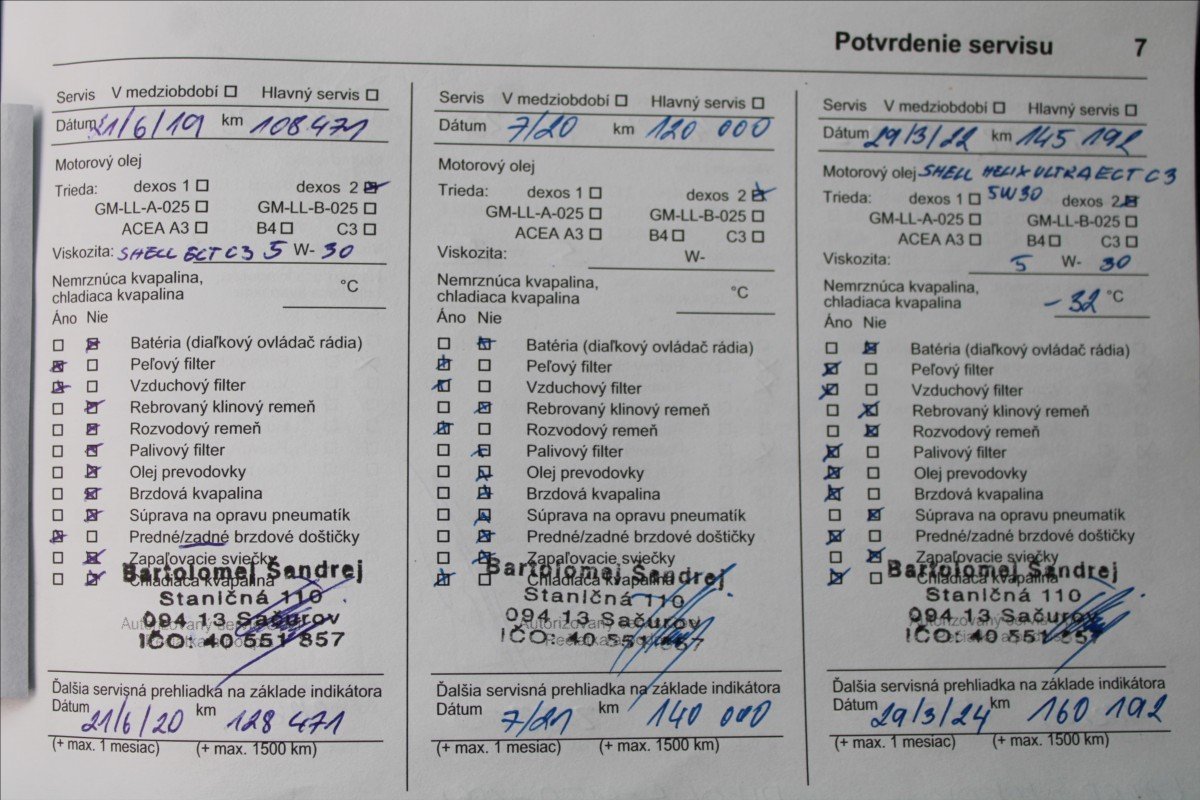 Potvrdenie servisu 7
Servis V medziobdobí Hlavný servis
Dátum 21/6/19 km 108 471
Motorový olej
Trieda: dexos 1 dexos 2
GM-LL-A-025 GM-LL-B-025
ACEA A3 B4 C3
Viskozita: SHELL ECT C3 5 W- 30
Nemrznúca kvapalina,
chladiaca kvapalina °C
Áno Nie
Batéria (diaľkový ovládač rádia)
Peľový filter
Vzduchový filter
Rebrovaný klinový remeň
Rozvodový remeň
Palivový filter
Olej prevodovky
Brzdová kvapalina
Súprava na opravu pneumatík
Predné/zadné brzdové doštičky
Zapaľovacie sviečky
Chladiaca kvapalina
Bartolomej Šandrej
Staničná 110
094 13 Sačurov
IČO: 40 551 357
Ďalšia servisná prehliadka na základe indikátora
Dátum 21/6/20 km 128 471
(+ max. 1 mesiac) (+ max. 1500 km)
Servis V medziobdobí Hlavný servis
Dátum 7/20 km 120 000
Motorový olej
Trieda: dexos 1 dexos 2
GM-LL-A-025 GM-LL-B-025
ACEA A3 B4 C3
Viskozita: W-
Nemrznúca kvapalina,
chladiaca kvapalina °C
Áno Nie
Batéria (diaľkový ovládač rádia)
Peľový filter
Vzduchový filter
Rebrovaný klinový remeň
Rozvodový remeň
Palivový filter
Olej prevodovky
Brzdová kvapalina
Súprava na opravu pneumatík
Predné/zadné brzdové doštičky
Zapaľovacie sviečky
Chladiaca kvapalina
Bartolomej Šandrej
Staničná 110
094 13 Sačurov
IČO: 40 551 357
Ďalšia servisná prehliadka na základe indikátora
Dátum 7/21 km 140 000
(+ max. 1 mesiac) (+ max. 1500 km)
Servis V medziobdobí Hlavný servis
Dátum 29/3/22 km 145 192
Motorový olej SHELL HELIX ULTRA ECT C3
5W30
Trieda: dexos 1 dexos 2
GM-LL-A-025 GM-LL-B-025
ACEA A3 B4 C3
Viskozita: 5 W- 30
Nemrznúca kvapalina,
chladiaca kvapalina -32 °C
Áno Nie
Batéria (diaľkový ovládač rádia)
Peľový filter
Vzduchový filter
Rebrovaný klinový remeň
Rozvodový remeň
Palivový filter
Olej prevodovky
Brzdová kvapalina
Súprava na opravu pneumatík
Predné/zadné brzdové doštičky
Zapaľovacie sviečky
Chladiaca kvapalina
Bartolomej Šandrej
Staničná 110
094 13 Sačurov
IČO: 40 551 357
Ďalšia servisná prehliadka na základe indikátora
Dátum 29/3/24 km 160 192
(+ max. 1 mesiac) (+ max. 1500 km)